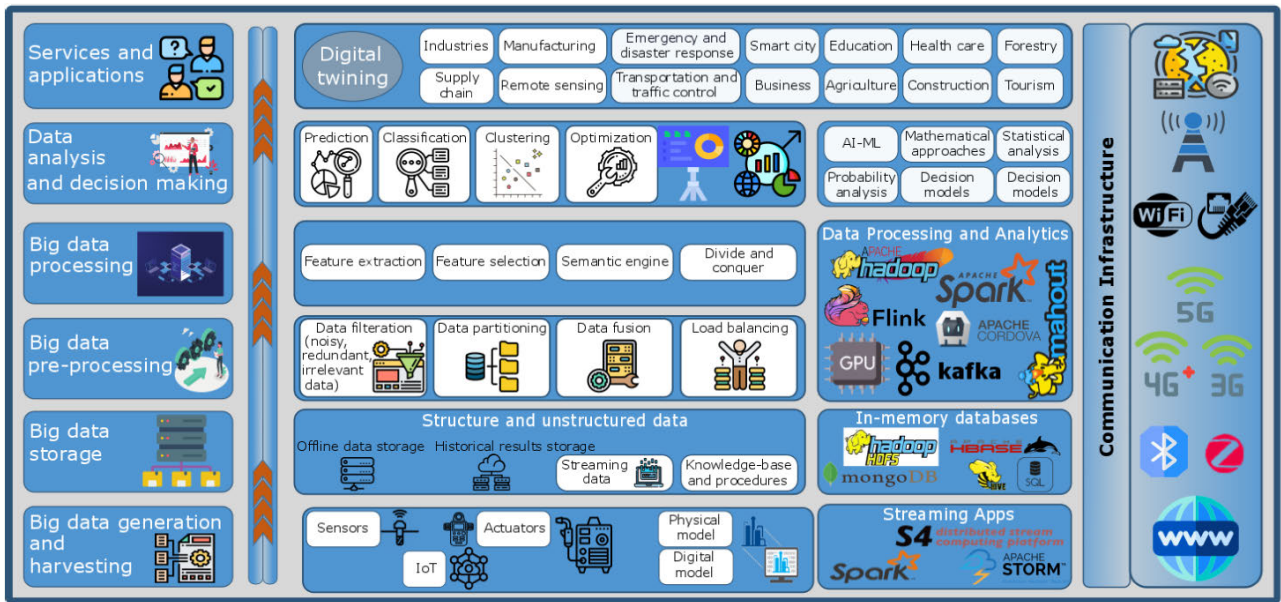 Services and
applications
Digital
twining
Industries
Manufacturing
Emergency and
disaster response
Smart city
Education
Health care
Forestry
Supply
chain
Remote sensing
Transportation and
traffic control
Business
Agriculture
Construction
Tourism
Data
analysis
and decision making
Prediction
Classification
Clustering
Optimization
AI-ML
Mathematical
approaches
Statistical
analysis
Probability
analysis
Decision
models
Decision
models
Big data
processing
Feature extraction
Feature selection
Semantic engine
Divide and
conquer
Data Processing and Analytics
APACHE
hadoop
APACHE
Spark
Flink
APACHE
CORDOVA
mahout
GPU
kafka
Big data
pre-processing
Data filteration
(noisy,
redundant,
irrelevant
data)
Data partitioning
Data fusion
Load balancing
Big data
storage
Structure and unstructured data
Offline data storage
Historical results storage
Streaming
data
Knowledge-base
and procedures
In-memory databases
hadoop
HDFS
APACHE
HBASE
mongoDB
HIVE
SQL
Big data generation
and
harvesting
Sensors
Actuators
IoT
Physical
model
Digital
model
Streaming Apps
S4 distributed stream
computing platform
Spark
APACHE
STORM™
Communication Infrastructure
WiFi
5G
4G+
3G
www